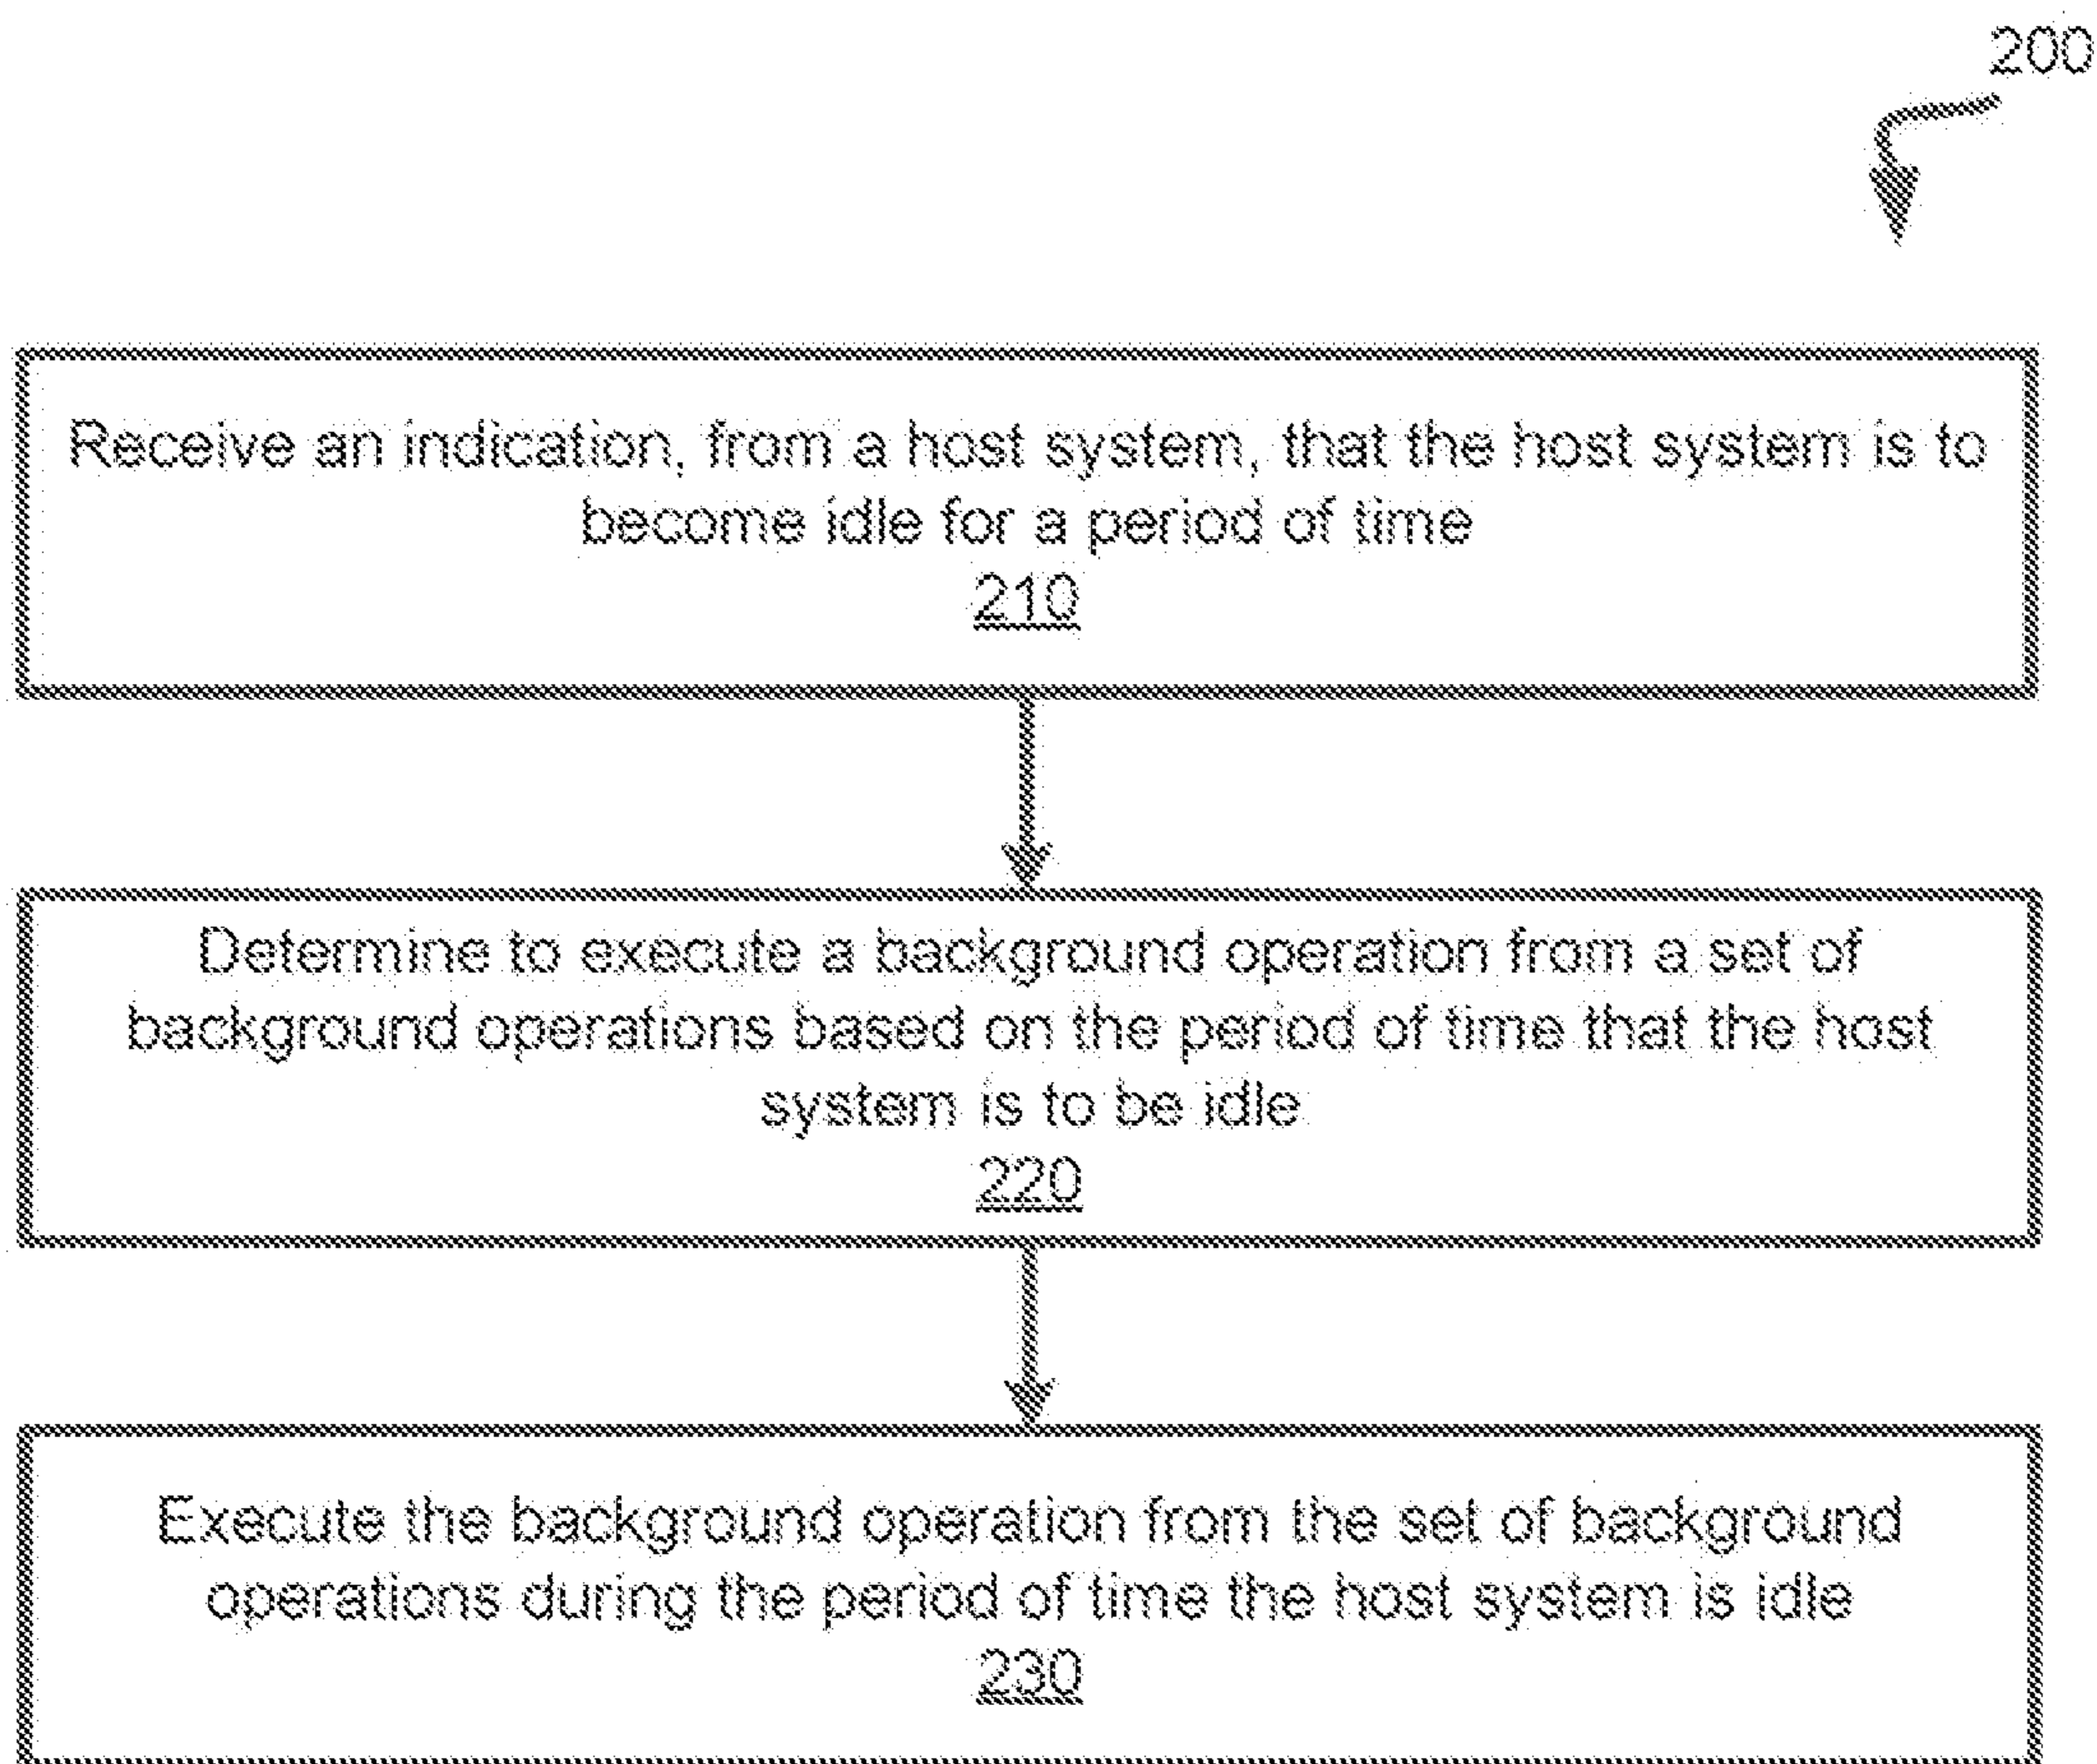 200
Receive an indication, from a host system, that the host system is to
become idle for a period of time
210
Determine to execute a background operation from a set of
background operations based on the period of time that the host
system is to be idle
220
Execute the background operation from the set of background
operations during the period of time the host system is idle
230